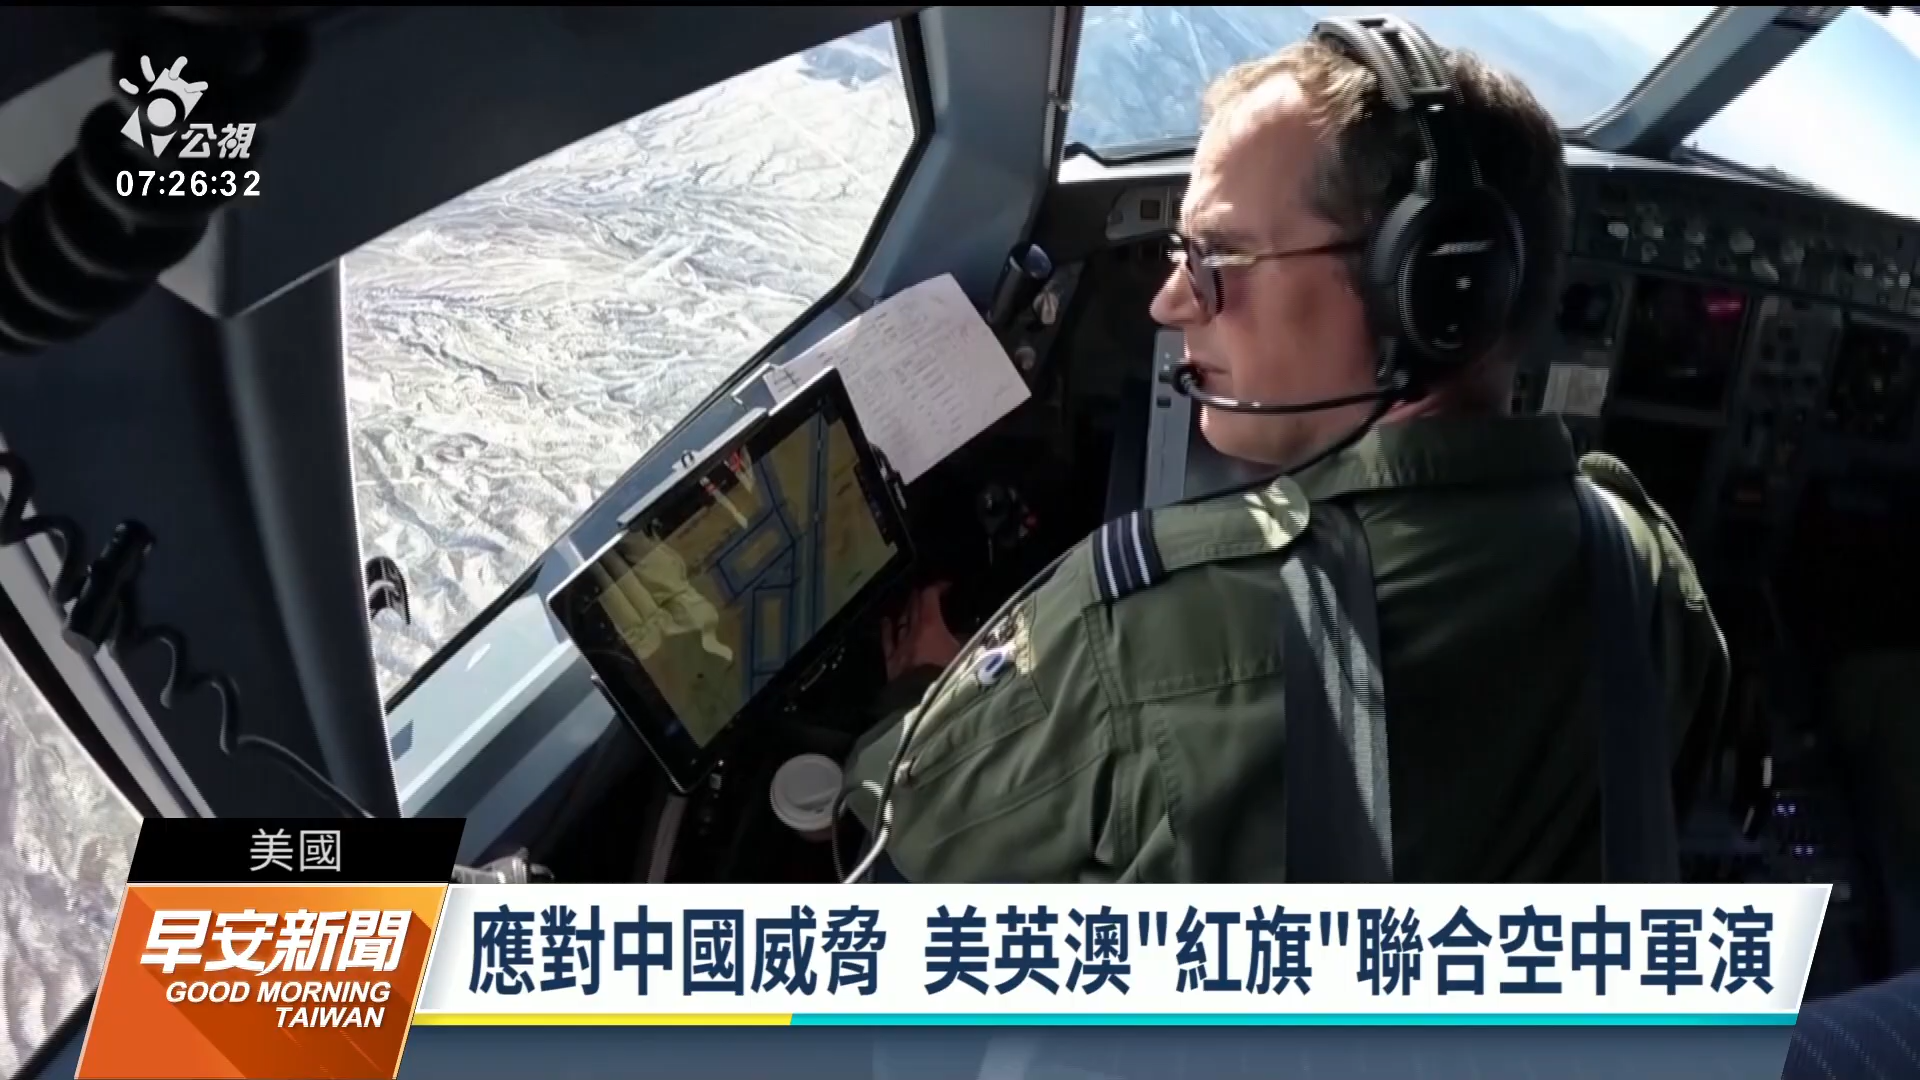 公視
07:26:32
BOSE
美國
早安新聞
GOOD MORNING
TAIWAN
應對中國威脅 美英澳"紅旗"聯合空中軍演